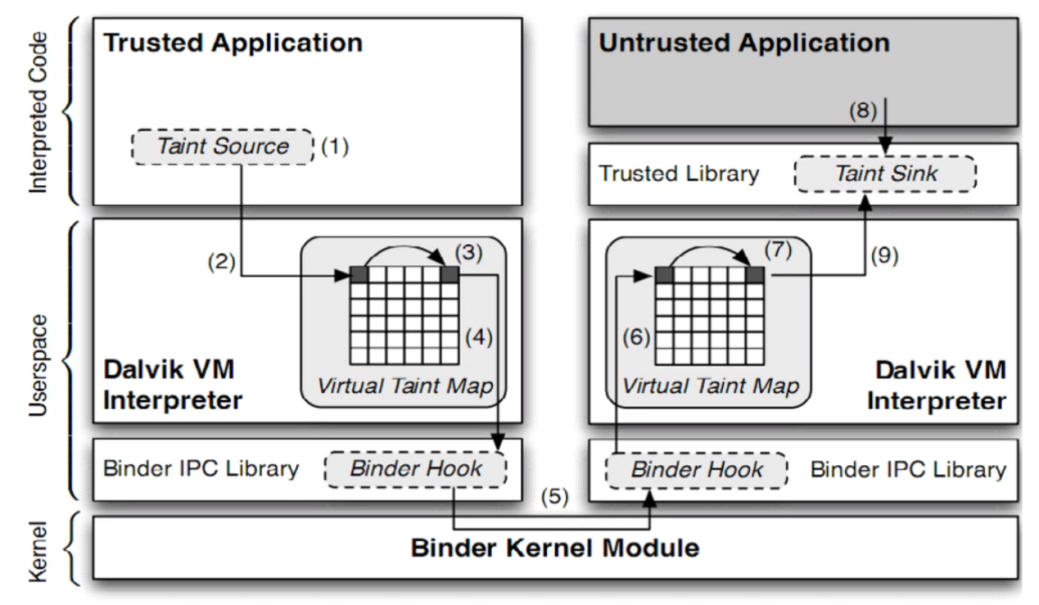 Interpreted Code
Trusted Application
Taint Source
(1)
Untrusted Application
(8)
Trusted Library
Taint Sink
Userspace
(2)
(3)
(4)
Virtual Taint Map
Dalvik VM
Interpreter
(6)
(7)
(9)
Virtual Taint Map
Dalvik VM
Interpreter
Binder IPC Library
Binder Hook
(5)
Binder Hook
Binder IPC Library
Kernel
Binder Kernel Module